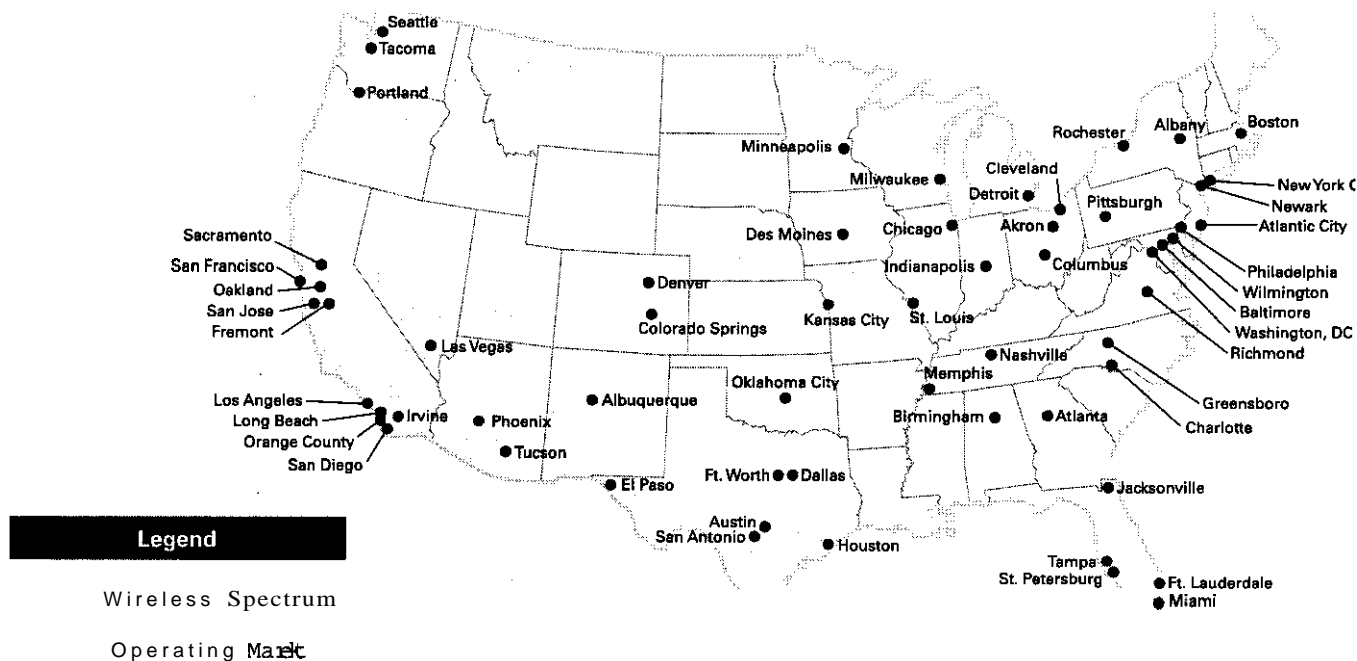 Seattle
Tacoma
Portland
Minneapolis
Milwaukee
Rochester
Albany
Boston
Cleveland
Detroit
New York C
Newark
Pittsburgh
Atlantic City
Sacramento
San Francisco
Oakland
San Jose
Fremont
Des Moines
Chicago
Akron
Indianapolis
Columbus
Philadelphia
Wilmington
Baltimore
Washington, DC
Richmond
Denver
Colorado Springs
Kansas City
St. Louis
Las Vegas
Nashville
Memphis
Oklahoma City
Los Angeles
Long Beach
Irvine
Orange County
San Diego
Phoenix
Tucson
Albuquerque
Birmingham
Atlanta
Greensboro
Charlotte
El Paso
Ft. Worth
Dallas
Jacksonville
Austin
San Antonio
Houston
Tampa
St. Petersburg
Ft. Lauderdale
Miami
Legend
Wireless Spectrum
Operating